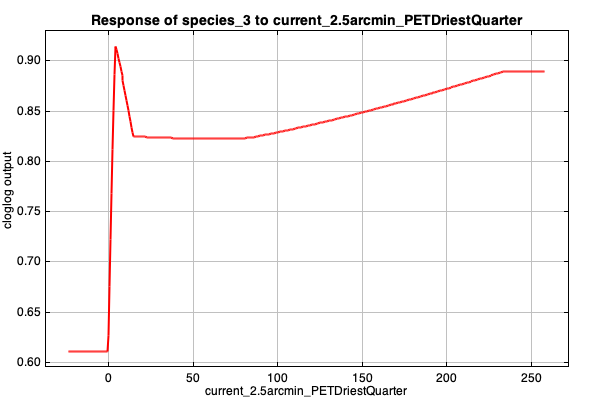 Response of species_3 to current_2.5arcmin_PETDriestQuarter
cloglog output
0.90
0.85
0.80
0.75
0.70
0.65
0.60
0 50 100 150 200 250
current_2.5arcmin_PETDriestQuarter